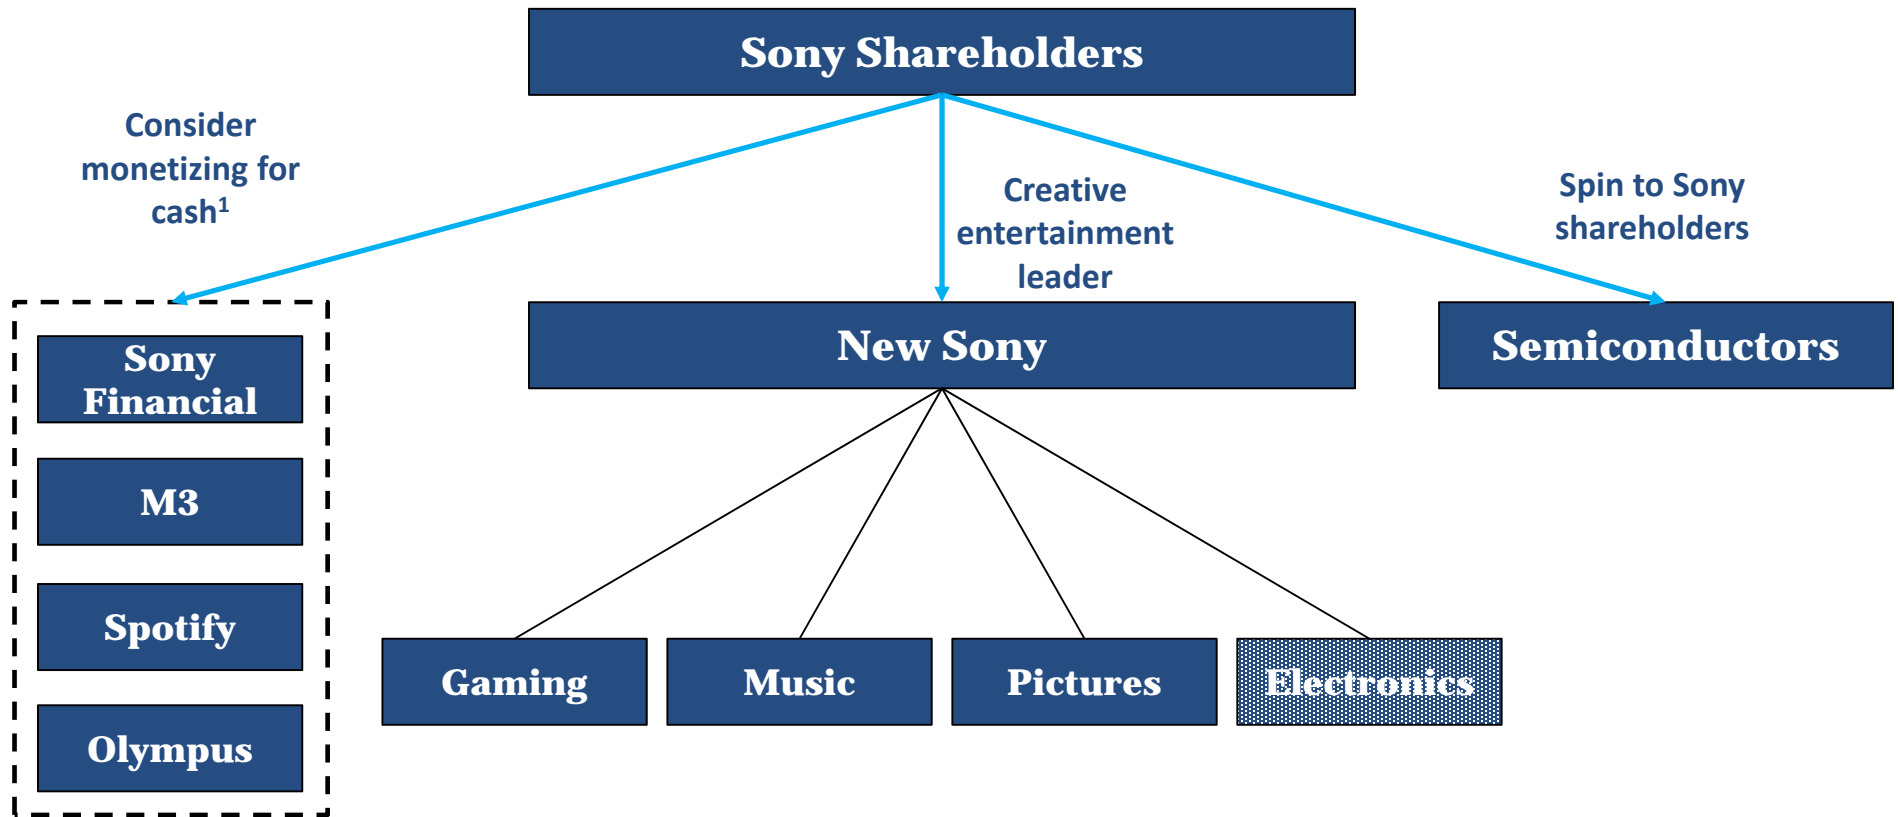 Sony Shareholders
Consider
monetizing for
cash¹
Creative
entertainment
leader
Spin to Sony
shareholders
Sony
Financial
M3
Spotify
Olympus
New Sony
Semiconductors
Gaming
Music
Pictures
Electronics